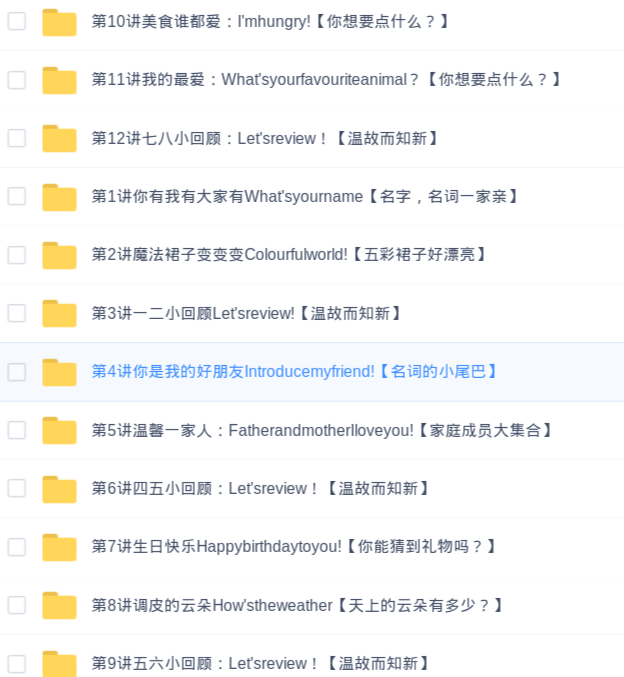 第10讲美食谁都爱：I'mhungry!【你想要点什么？】
第11讲我的最爱：What'syourfavouriteanimal？【你想要点什么？】
第12讲七八小回顾：Let'sreview！【温故而知新】
第1讲你有我有大家有What'syourname【名字，名词一家亲】
第2讲魔法裙子变变变Colourfulworld!【五彩裙子好漂亮】
第3讲一二小回顾Let'sreview!【温故而知新】
第4讲你是我的好朋友Introducemyfriend!【名词的小尾巴】
第5讲温馨一家人：FatherandmotherIloveyou!【家庭成员大集合】
第6讲四五小回顾：Let'sreview！【温故而知新】
第7讲生日快乐Happybirthdaytoyou!【你能猜到礼物吗？】
第8讲调皮的云朵How'stheweather【天上的云朵有多少？】
第9讲五六小回顾：Let'sreview！【温故而知新】